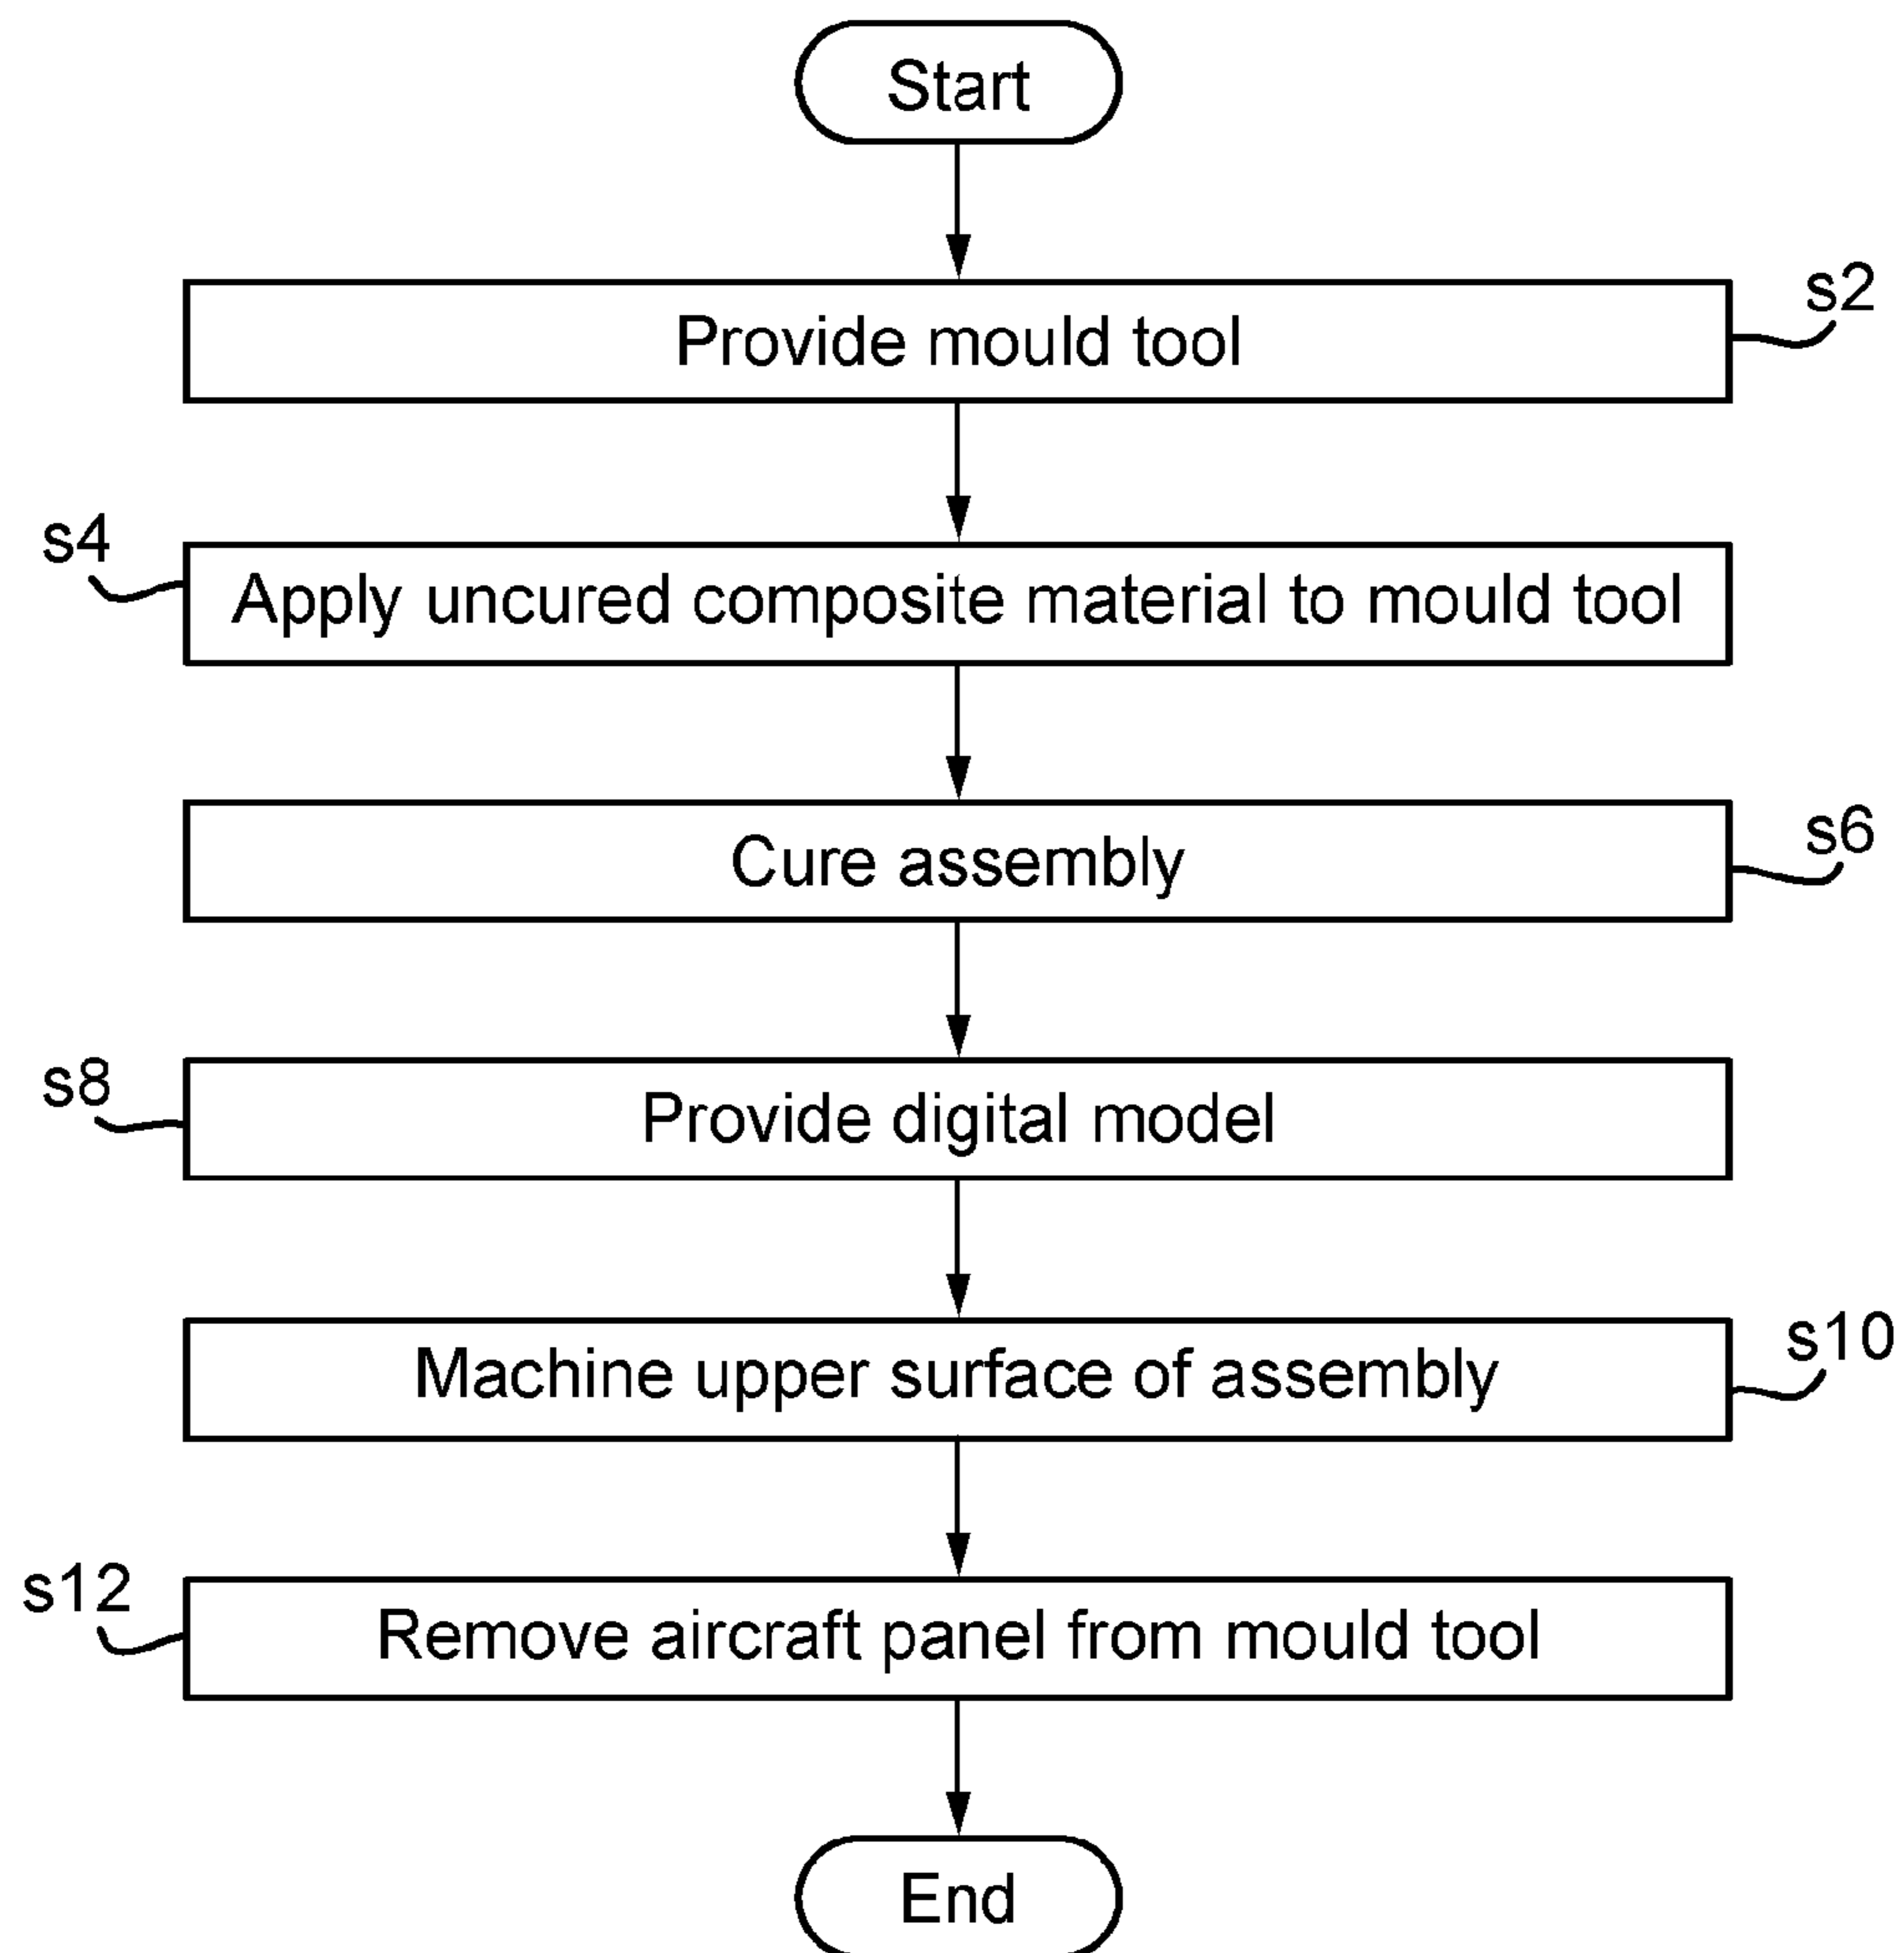 Start
Provide mould tool
s2
s4
Apply uncured composite material to mould tool
Cure assembly
s6
s8
Provide digital model
Machine upper surface of assembly
s10
s12
Remove aircraft panel from mould tool
End